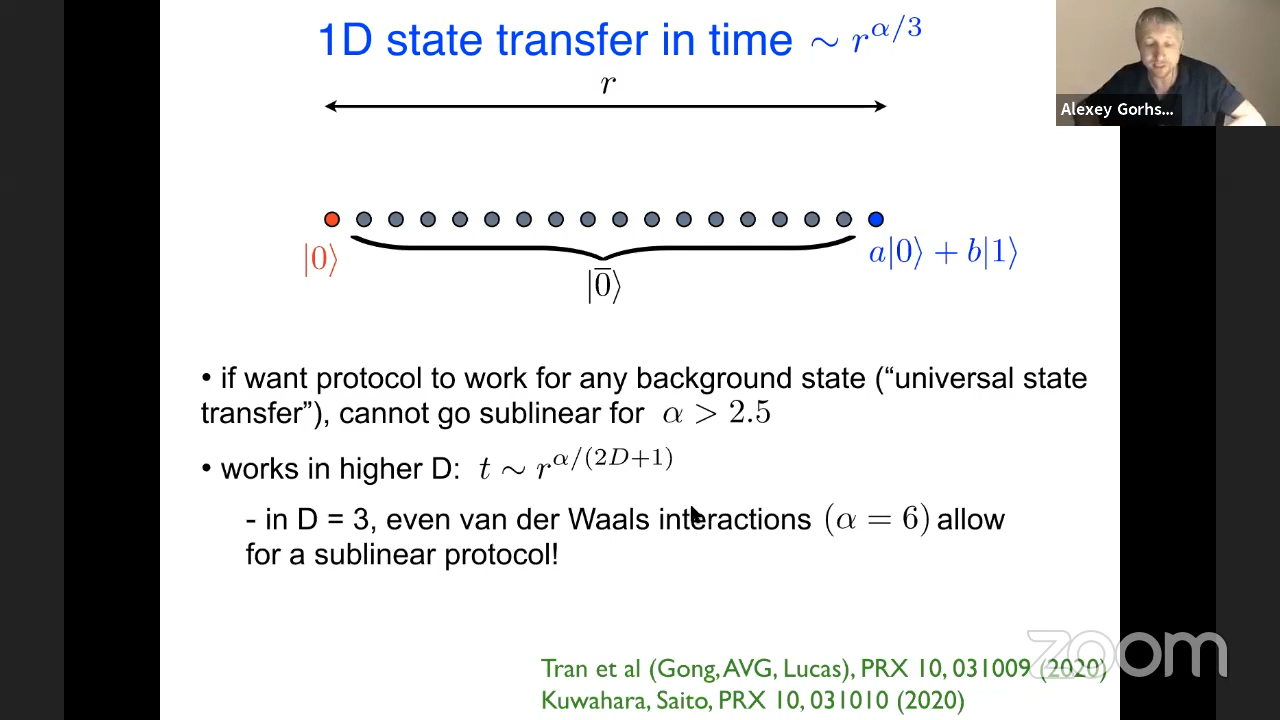 1D state transfer in time ∼ r^{α/3}
Alexey Gorhs...
r
|0⟩
a|0⟩ + b|1⟩
|0̅⟩
• if want protocol to work for any background state (“universal state
transfer”), cannot go sublinear for α > 2.5
• works in higher D: t ∼ r^{α/(2D+1)}
- in D = 3, even van der Waals interactions (α = 6) allow
for a sublinear protocol!
zoom
Tran et al (Gong, AVG, Lucas), PRX 10, 031009 (2020)
Kuwahara, Saito, PRX 10, 031010 (2020)